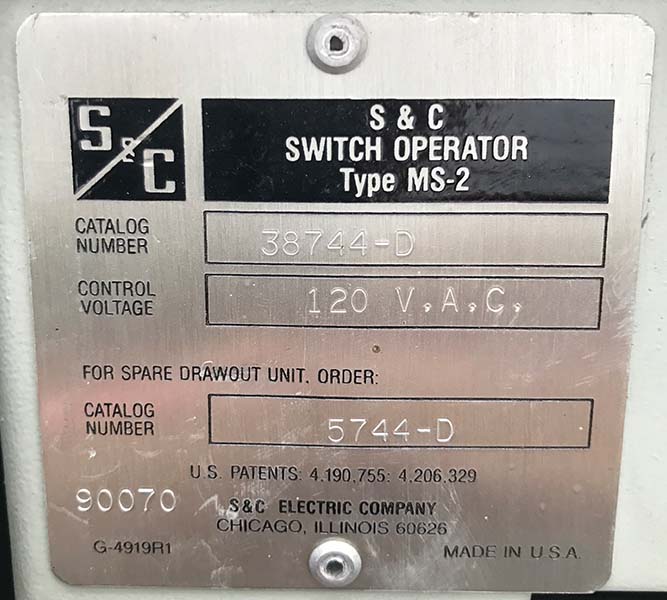 S&C
S & C
SWITCH OPERATOR
Type MS-2
CATALOG
NUMBER
38744-D
CONTROL
VOLTAGE
120 V.A.C.
FOR SPARE DRAWOUT UNIT, ORDER:
CATALOG
NUMBER
5744-D
U.S. PATENTS: 4,190,755; 4,206,329
90070
S&C ELECTRIC COMPANY
CHICAGO, ILLINOIS 60626
G-4919R1
MADE IN U.S.A.